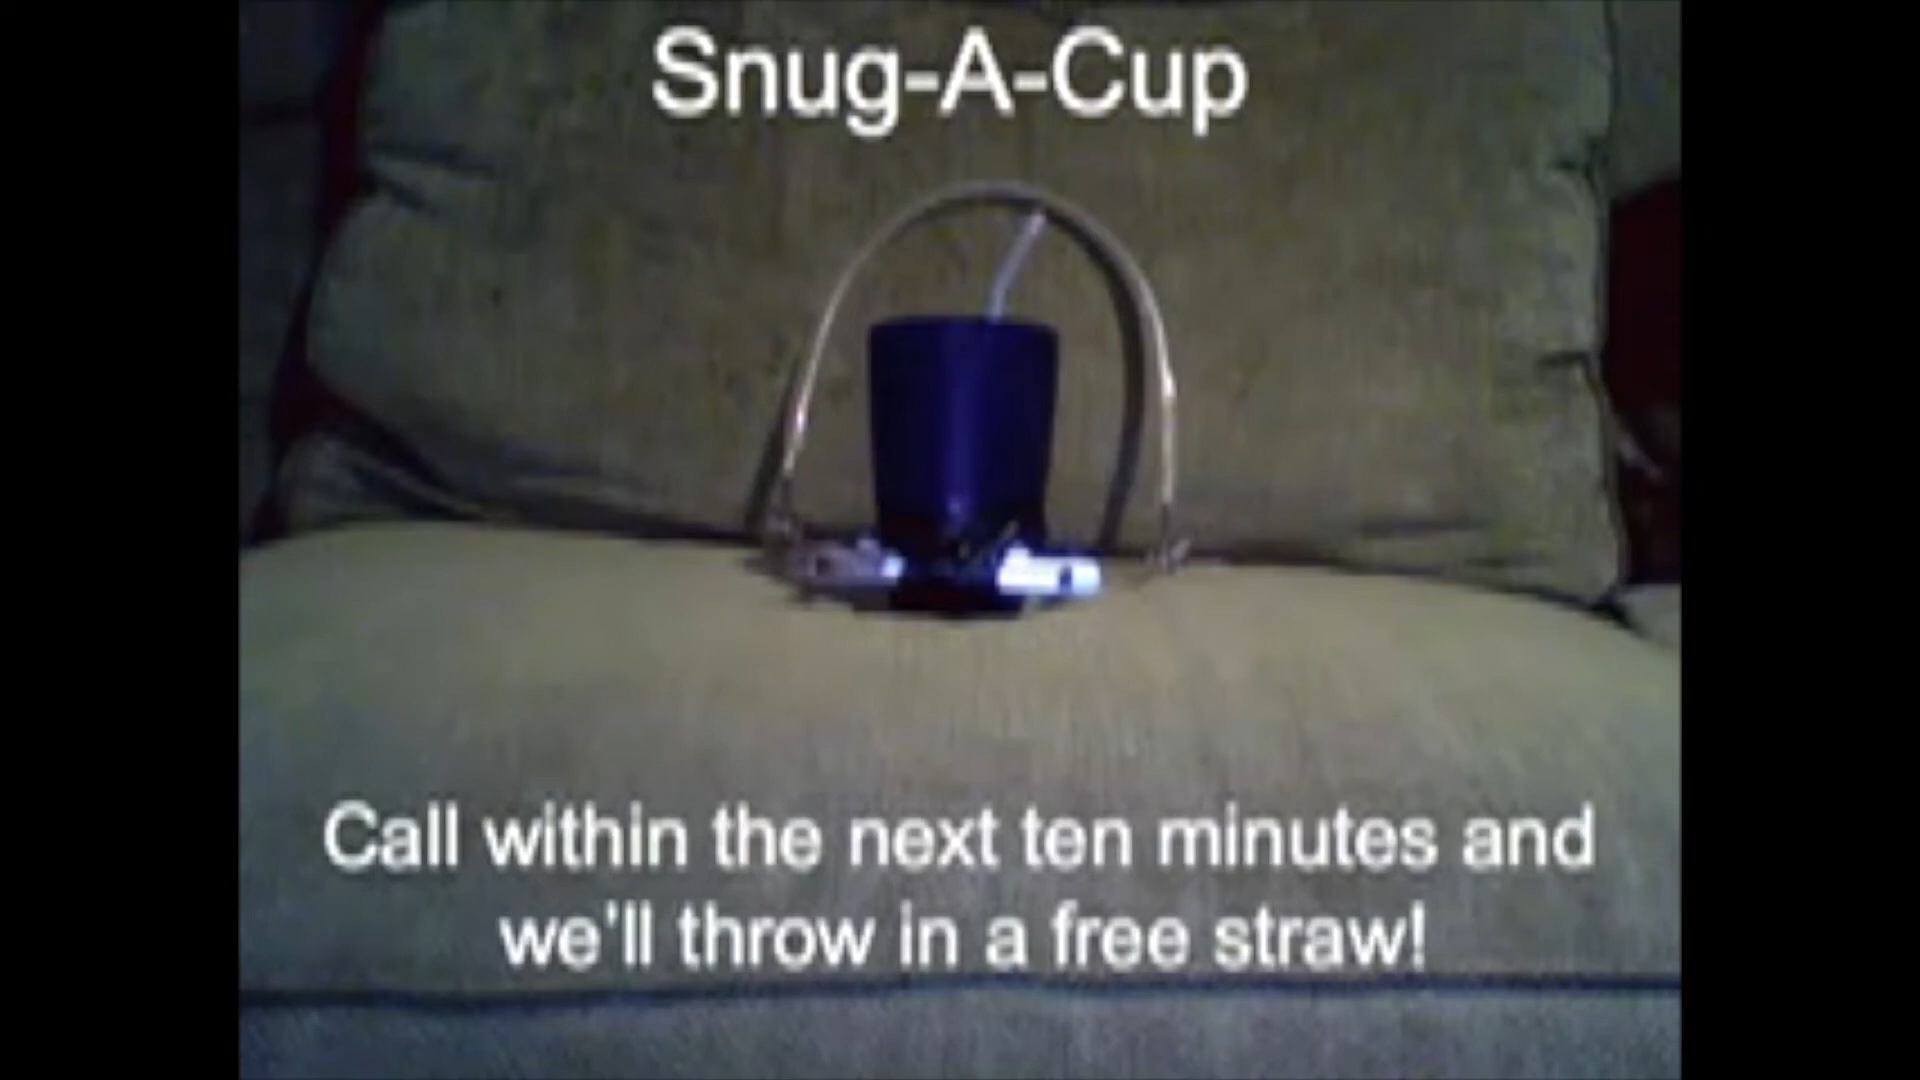 Snug-A-Cup
Call within the next ten minutes and
we'll throw in a free straw!